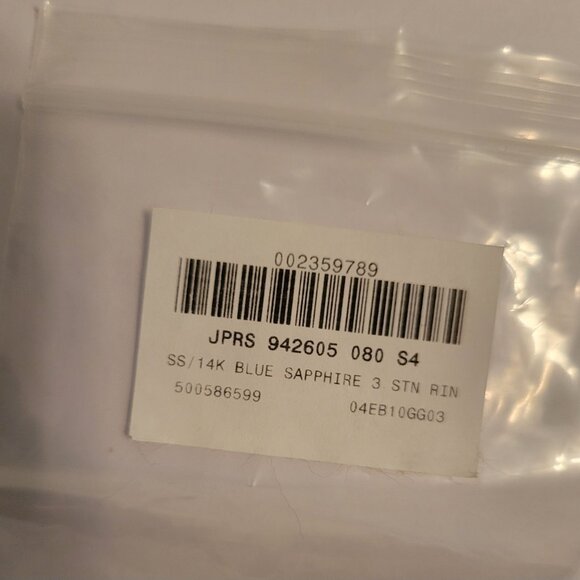 002359789
JPRS 942605 080 S4
SS/14K BLUE SAPPHIRE 3 STN RIN
500586599 04EB10GG03